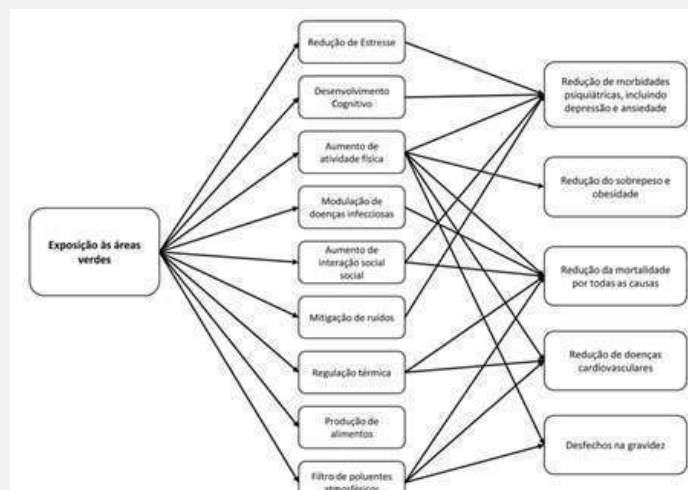 Exposição às áreas
verdes
Redução de Estresse
Desenvolvimento
Cognitivo
Aumento de
atividade física
Modulação de
doenças infecciosas
Aumento de
interação social
social
Mitigação de ruídos
Regulação térmica
Produção de
alimentos
Filtro de poluentes
atmosféricos
Redução de morbidades
psiquiátricas, incluindo
depressão e ansiedade
Redução do sobrepeso e
obesidade
Redução da mortalidade
por todas as causas
Redução de doenças
cardiovasculares
Desfechos na gravidez